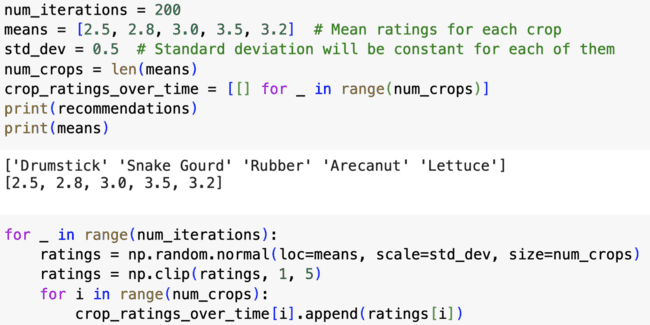 num_iterations = 200
means = [2.5, 2.8, 3.0, 3.5, 3.2]  # Mean ratings for each crop
std_dev = 0.5  # Standard deviation will be constant for each of them
num_crops = len(means)
crop_ratings_over_time = [[] for _ in range(num_crops)]
print(recommendations)
print(means)
['Drumstick' 'Snake Gourd' 'Rubber' 'Arecanut' 'Lettuce']
[2.5, 2.8, 3.0, 3.5, 3.2]
for _ in range(num_iterations):
    ratings = np.random.normal(loc=means, scale=std_dev, size=num_crops)
    ratings = np.clip(ratings, 1, 5)
    for i in range(num_crops):
        crop_ratings_over_time[i].append(ratings[i])